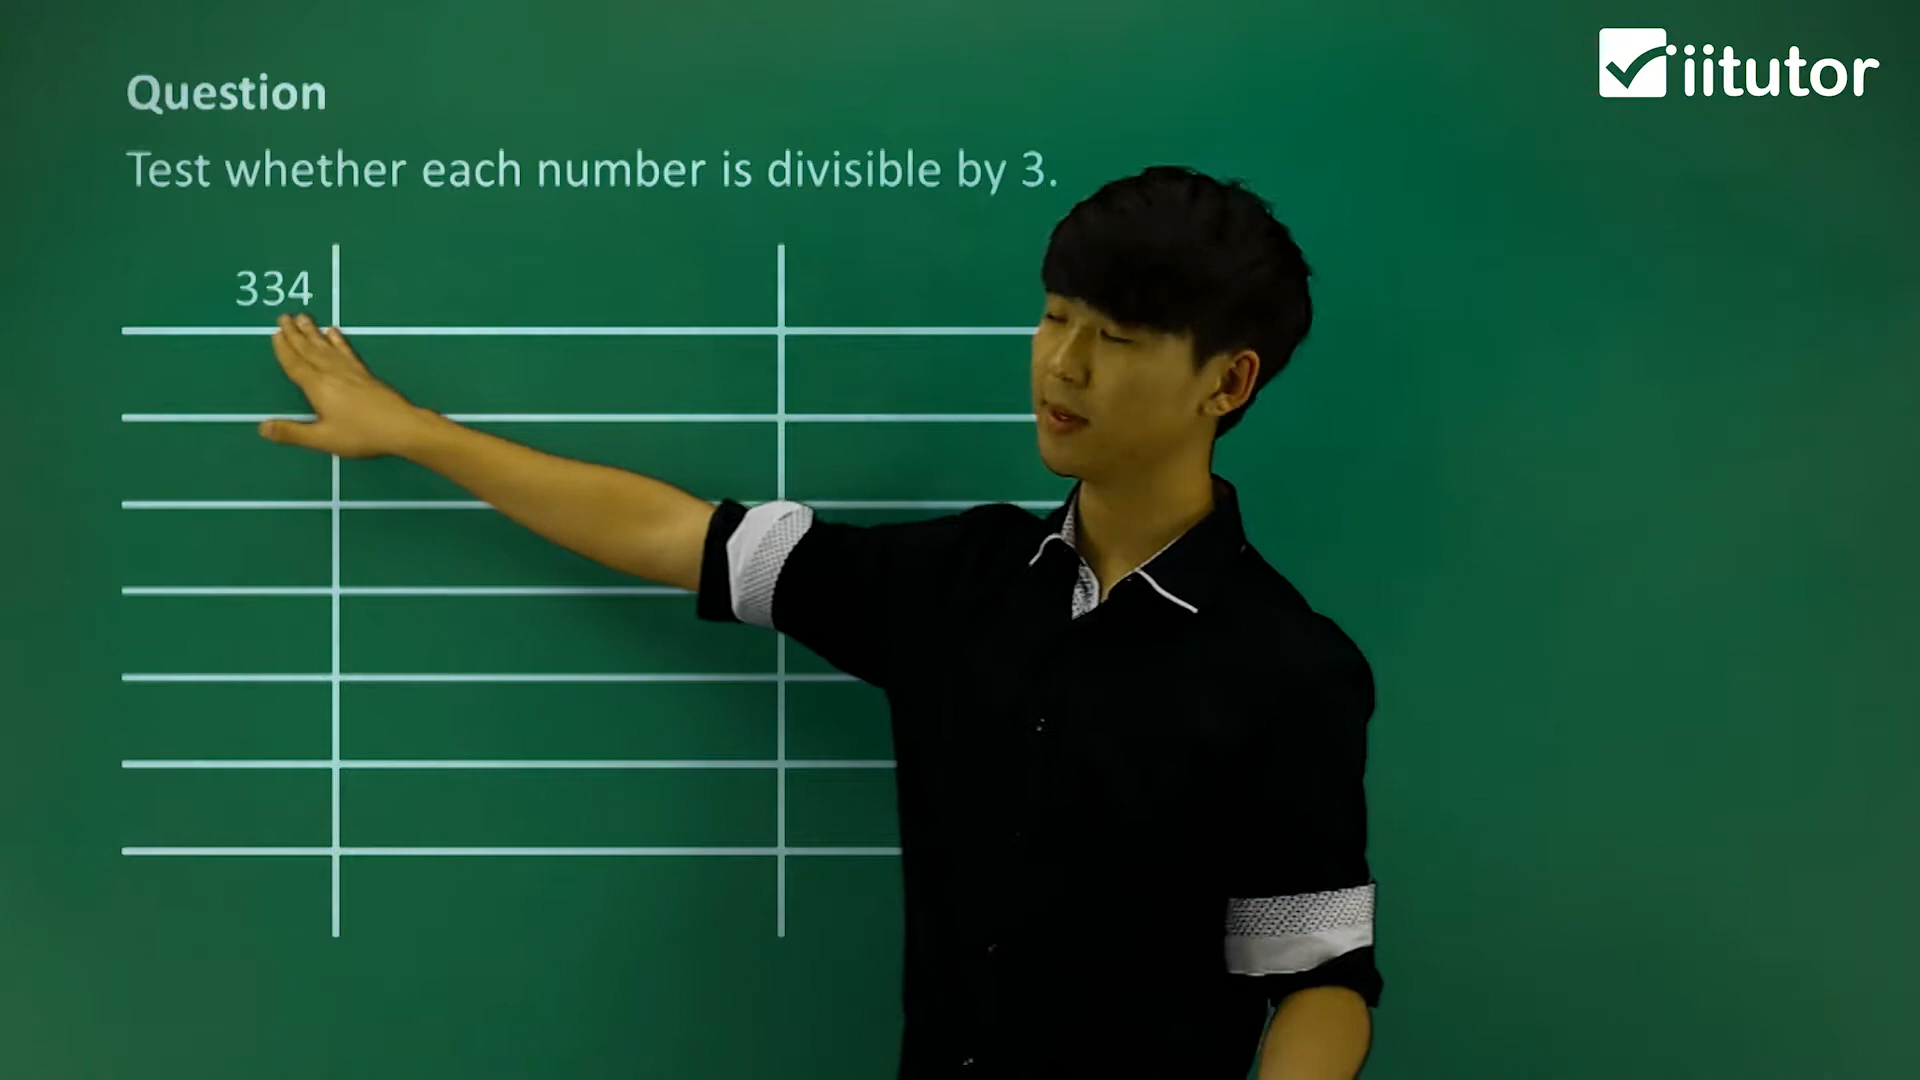 iitutor
Question
Test whether each number is divisible by 3.
334